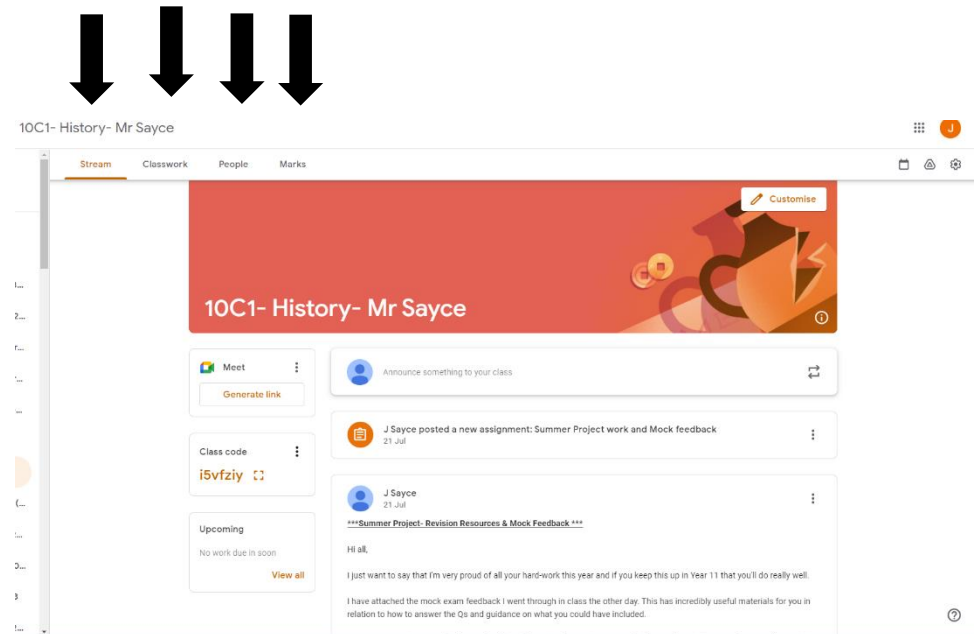 10C1- History- Mr Sayce
J
Stream Classwork People Marks
Customise
10C1- History- Mr Sayce
Meet
Generate link
Announce something to your class
J Sayce posted a new assignment: Summer Project work and Mock feedback
21 Jul
Class code
i5vfziy
J Sayce
21 Jul
***Summer Project- Revision Resources & Mock Feedback ***
Upcoming
No work due in soon
View all
Hi all,
I just want to say that I'm very proud of all your hard-work this year and if you keep this up in Year 11 that you'll do really well.
I have attached the mock exam feedback I went through in class the other day. This has incredibly useful materials for you in
relation to how to answer the Qs and guidance on what you could have included.